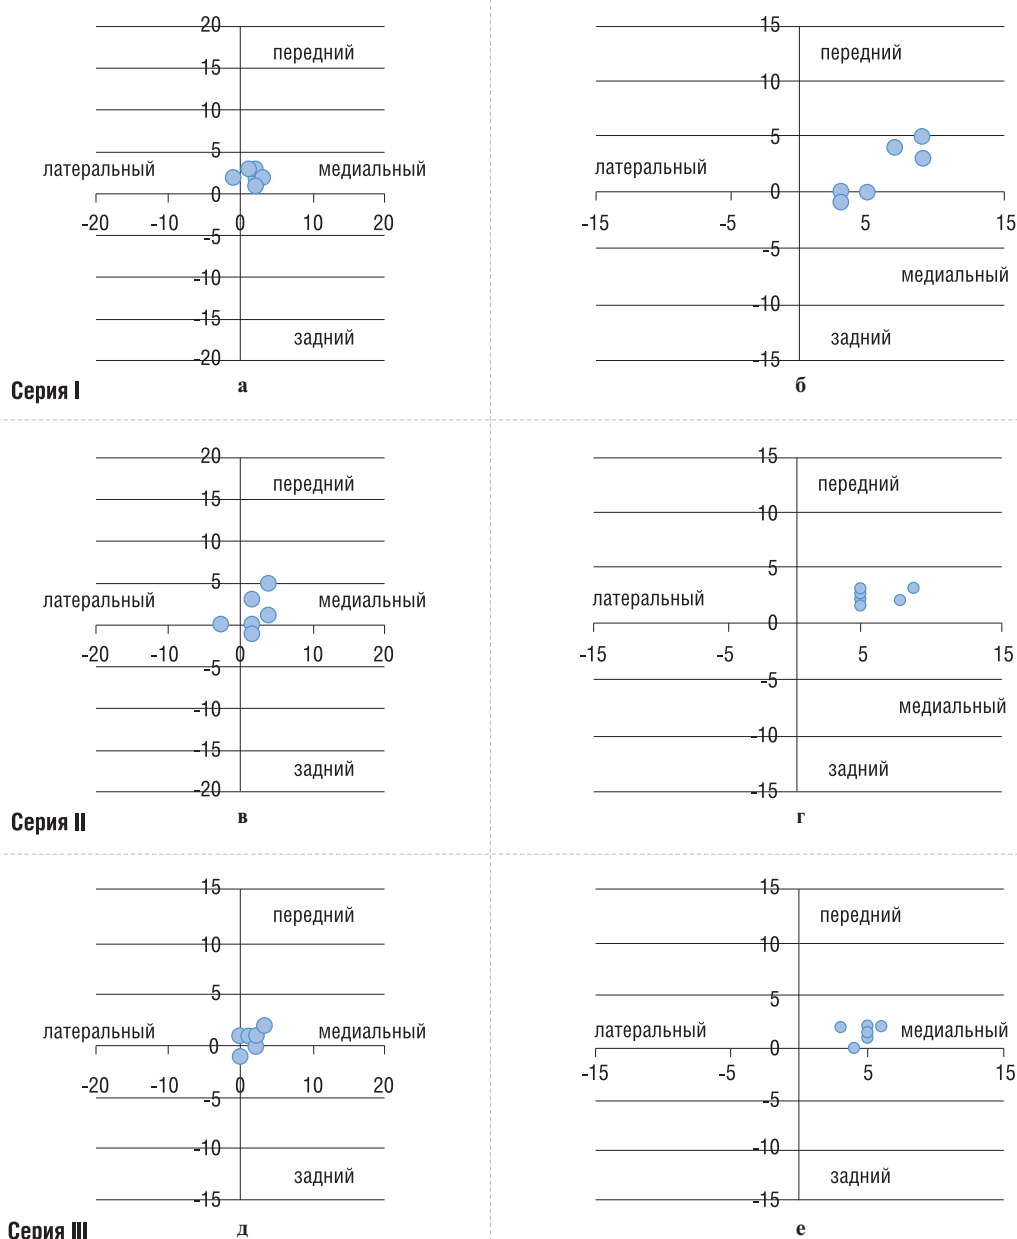 20
передний
15
10
5
латеральный
медиальный
0
-20 -10 0 10 20
-5
-10
-15
задний
-20
Серия I
а
15
передний
10
5
латеральный
0
-15 -5 5 15
-5
медиальный
-10
задний
-15
б
20
передний
15
10
5
латеральный
медиальный
0
-20 -10 0 10 20
-5
-10
-15
задний
-20
Серия II
в
15
передний
10
5
латеральный
0
-15 -5 5 15
-5
медиальный
-10
задний
-15
г
15
передний
10
5
латеральный
медиальный
0
-20 -10 0 10 20
-5
-10
задний
-15
Серия III
д
15
передний
10
5
латеральный
медиальный
0
-15 -5 5 15
-5
-10
задний
-15
е